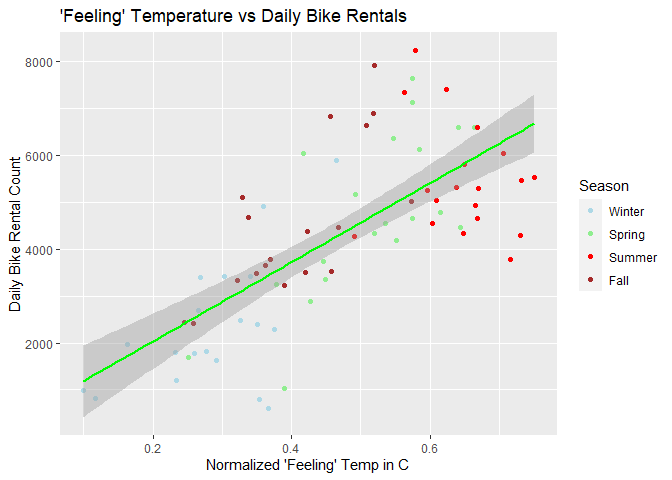 'Feeling' Temperature vs Daily Bike Rentals
8000
6000
4000
2000
Daily Bike Rental Count
0.2
0.4
0.6
Normalized 'Feeling' Temp in C
Season
Winter
Spring
Summer
Fall